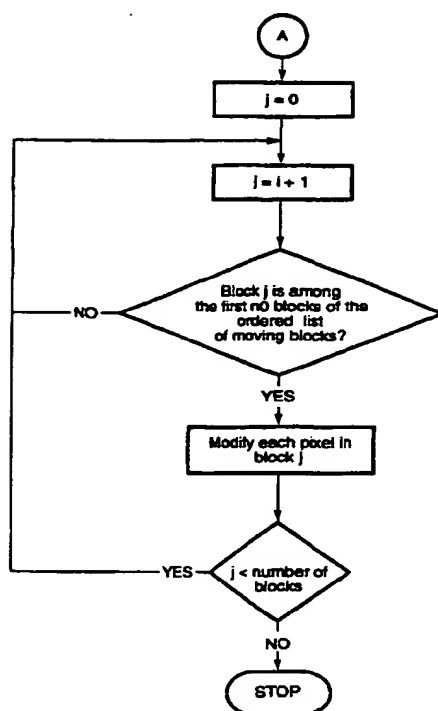 A
j = 0
j = i + 1
Block j is among
the first n0 blocks of the
ordered list
of moving blocks?
NO
YES
Modify each pixel in
block j
YES
j < number of
blocks
NO
STOP